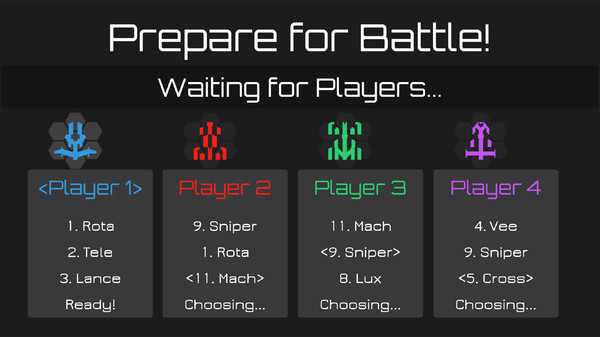 Prepare for Battle!
Waiting for Players...
<Player 1>
1. Rota
2. Tele
3. Lance
Ready!
Player 2
9. Sniper
1. Rota
<11. Mach>
Choosing...
Player 3
11. Mach
<9. Sniper>
8. Lux
Choosing...
Player 4
4. Vee
9. Sniper
<5. Cross>
Choosing...